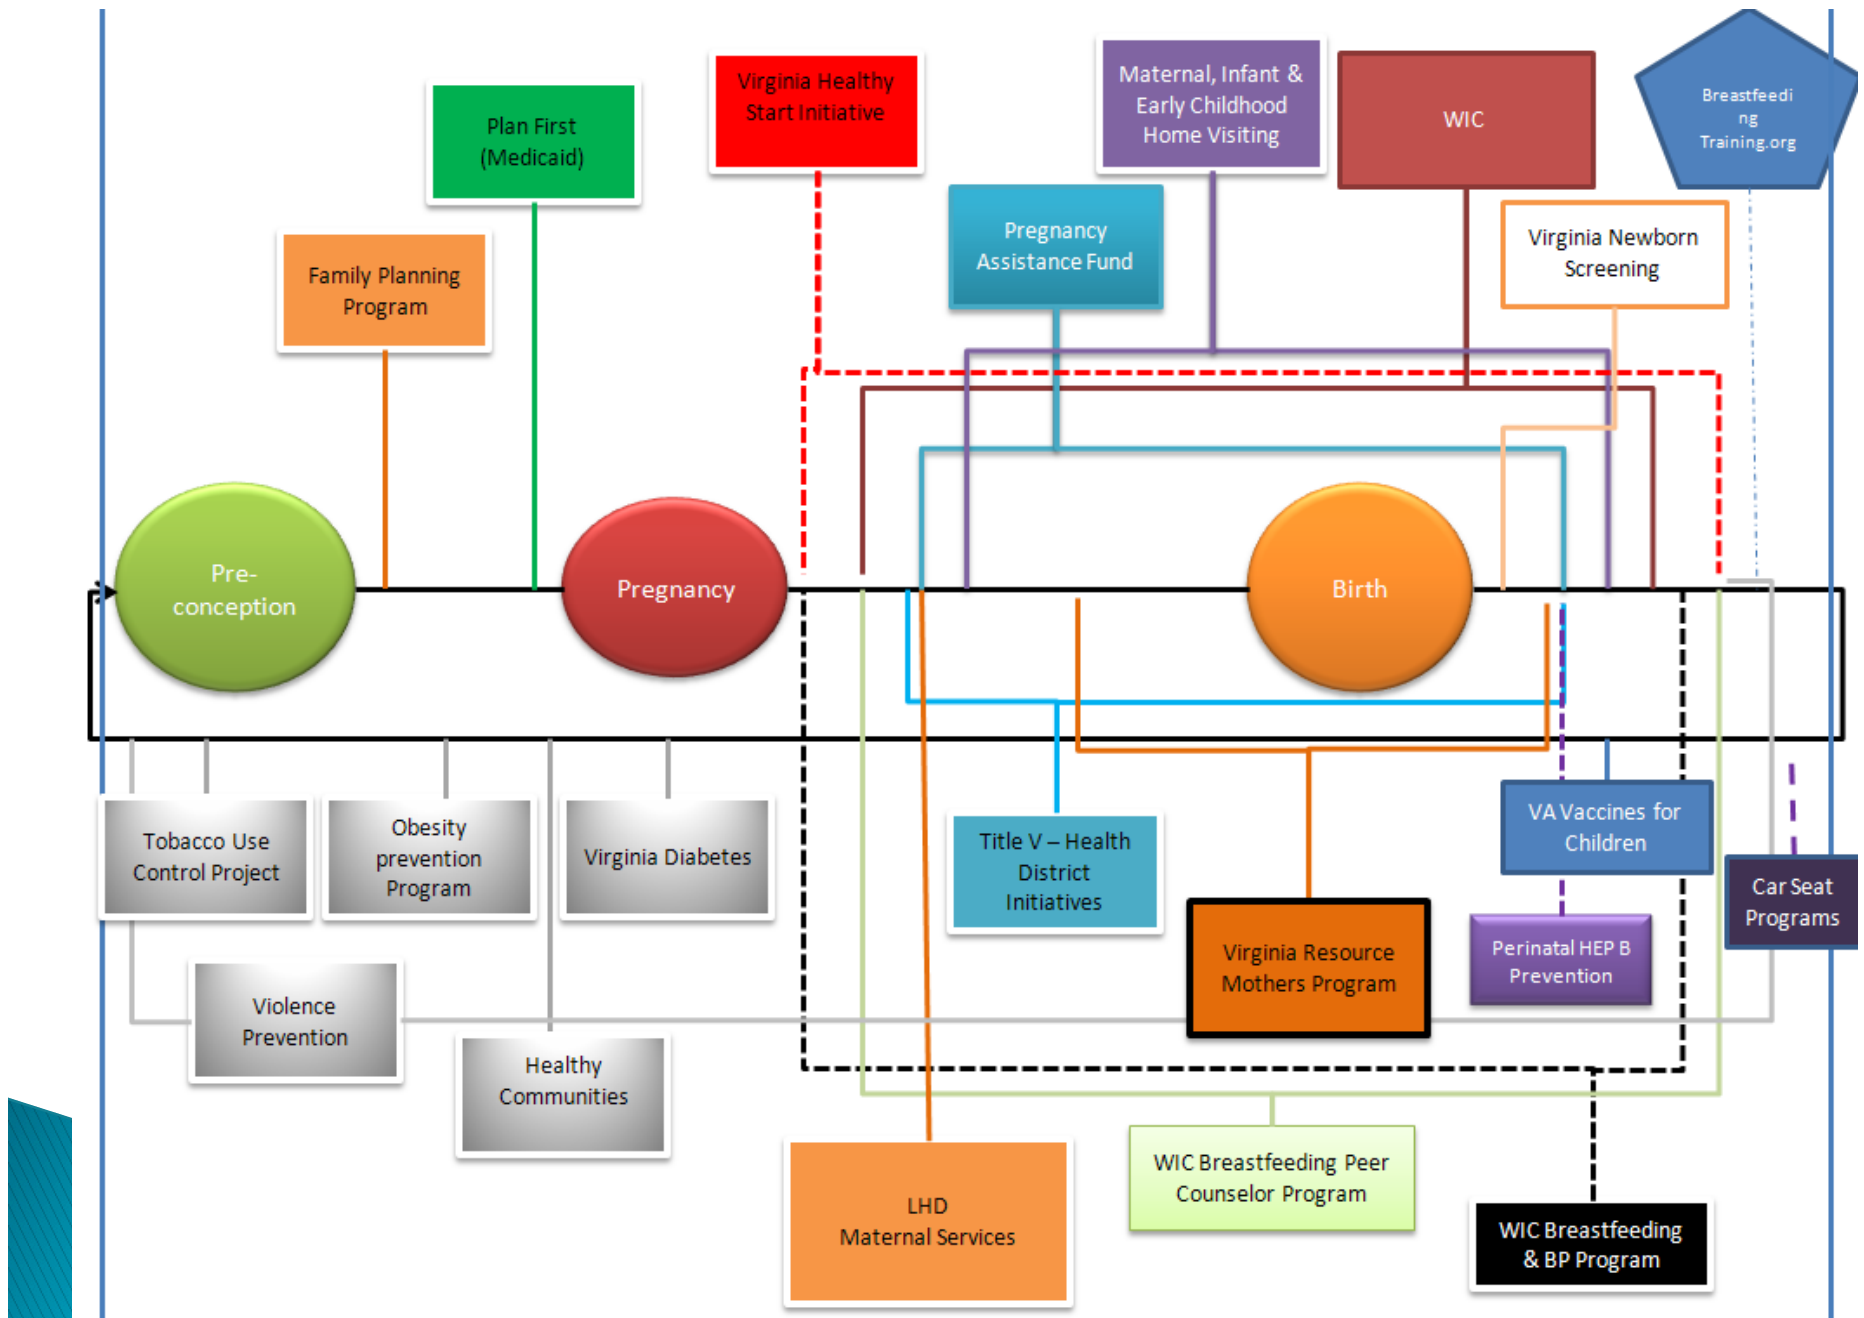 Virginia Healthy
Start Initiative
Maternal, Infant &
Early Childhood
Home Visiting
WIC
Breastfeedi
ng
Training.org
Plan First
(Medicaid)
Pregnancy
Assistance Fund
Virginia Newborn
Screening
Family Planning
Program
Pre-
conception
Pregnancy
Birth
Tobacco Use
Control Project
Obesity
prevention
Program
Virginia Diabetes
Title V – Health
District
Initiatives
VA Vaccines for
Children
Car Seat
Programs
Violence
Prevention
Virginia Resource
Mothers Program
Perinatal HEP B
Prevention
Healthy
Communities
LHD
Maternal Services
WIC Breastfeeding Peer
Counselor Program
WIC Breastfeeding
& BP Program